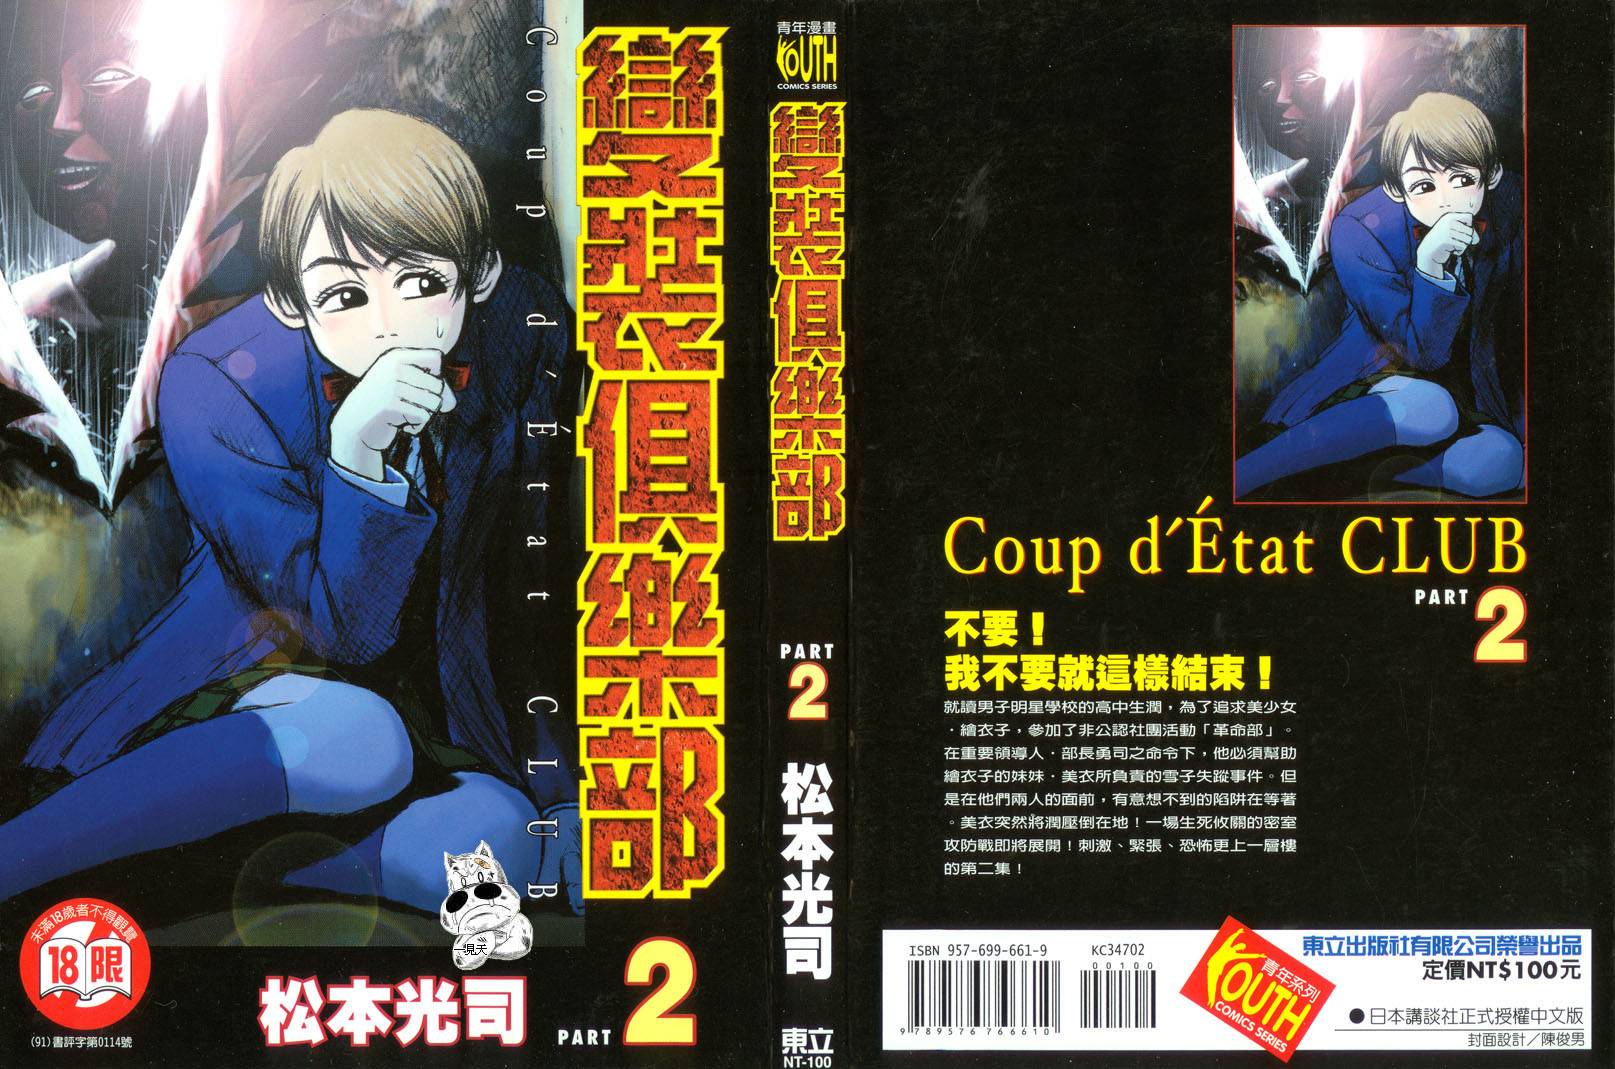 變裝俱樂部
Coup d'État CLUB
未滿18歲者不得觀覽
18限
(91)書評字第0114號
一現天
松本光司
PART 2
青年漫畫
YOUTH
COMICS SERIES
變裝俱樂部
PART
2
松本光司
東立
NT-100
Coup d´État CLUB
PART 2
不要！
我不要就這樣結束！
就讀男子明星學校的高中生潤，為了追求美少女
．繪衣子，參加了非公認社團活動「革命部」。
在重要領導人．部長勇司之命令下，他必須幫助
繪衣子的妹妹．美衣所負責的雪子失蹤事件。但
是在他們兩人的面前，有意想不到的陷阱在等著
。美衣突然將潤壓倒在地！一場生死攸關的密室
攻防戰即將展開！刺激、緊張、恐怖更上一層樓
的第二集！
ISBN 957-699-661-9
KC34702
00100
9789576766610
青年系列
YOUTH
COMICS SERIES
東立出版社有限公司榮譽出品
定價NT$100元
●日本講談社正式授權中文版
封面設計／陳俊男